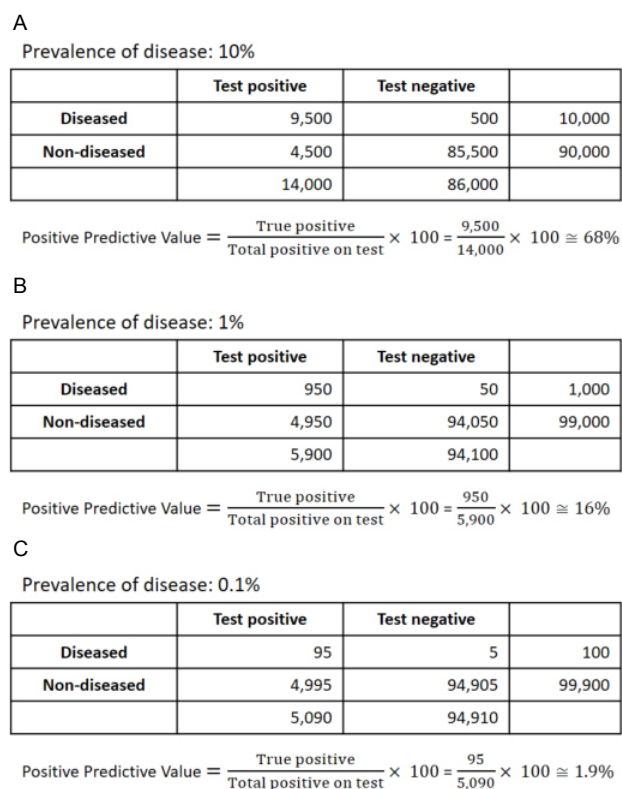 A
Prevalence of disease: 10%
Test positive Test negative
Diseased 9,500 500 10,000
Non-diseased 4,500 85,500 90,000
14,000 86,000
Positive Predictive Value = True positive / Total positive on test × 100 = 9,500 / 14,000 × 100 ≅ 68%
B
Prevalence of disease: 1%
Test positive Test negative
Diseased 950 50 1,000
Non-diseased 4,950 94,050 99,000
5,900 94,100
Positive Predictive Value = True positive / Total positive on test × 100 = 950 / 5,900 × 100 ≅ 16%
C
Prevalence of disease: 0.1%
Test positive Test negative
Diseased 95 5 100
Non-diseased 4,995 94,905 99,900
5,090 94,910
Positive Predictive Value = True positive / Total positive on test × 100 = 95 / 5,090 × 100 ≅ 1.9%